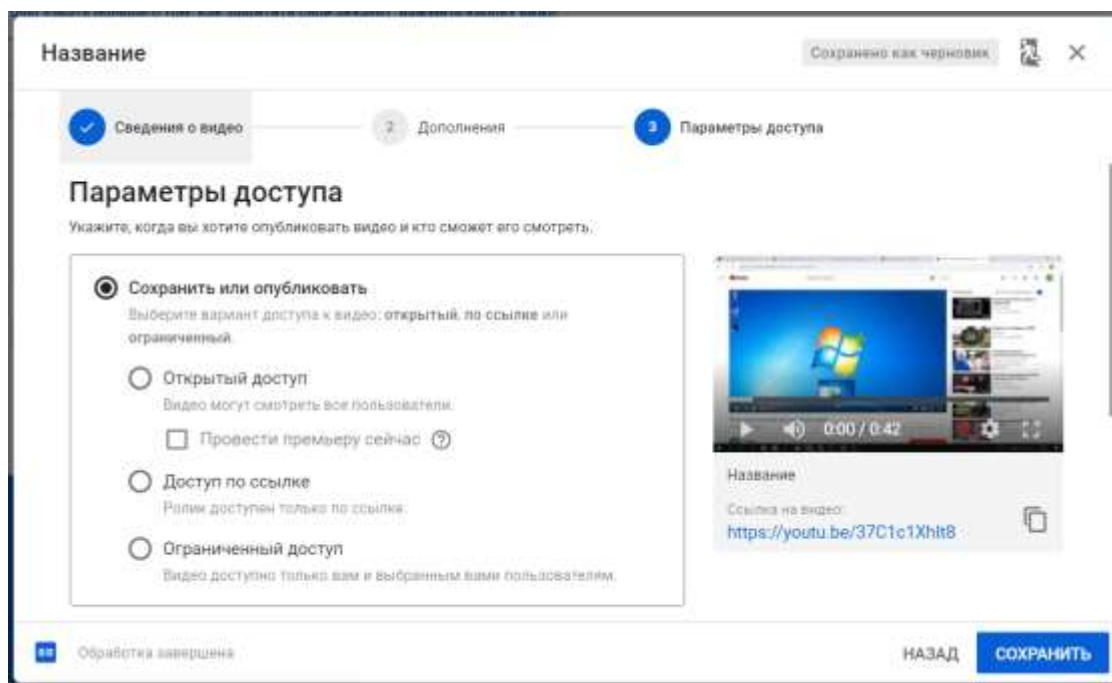 Название
Сохранено как черновик
Сведения о видео
2 Дополнения
3 Параметры доступа
Параметры доступа
Укажите, когда вы хотите опубликовать видео и кто сможет его смотреть.
Сохранить или опубликовать
Выберите вариант доступа к видео: открытый, по ссылке или
ограниченный.
Открытый доступ
Видео могут смотреть все пользователи.
Провести премьеру сейчас
Доступ по ссылке
Ролик доступен только по ссылке.
Ограниченный доступ
Видео доступно только вам и выбранным вами пользователям.
0:00 / 0:42
Название
Ссылка на видео:
https://youtu.be/37C1c1XhIt8
Обработка завершена
НАЗАД
СОХРАНИТЬ